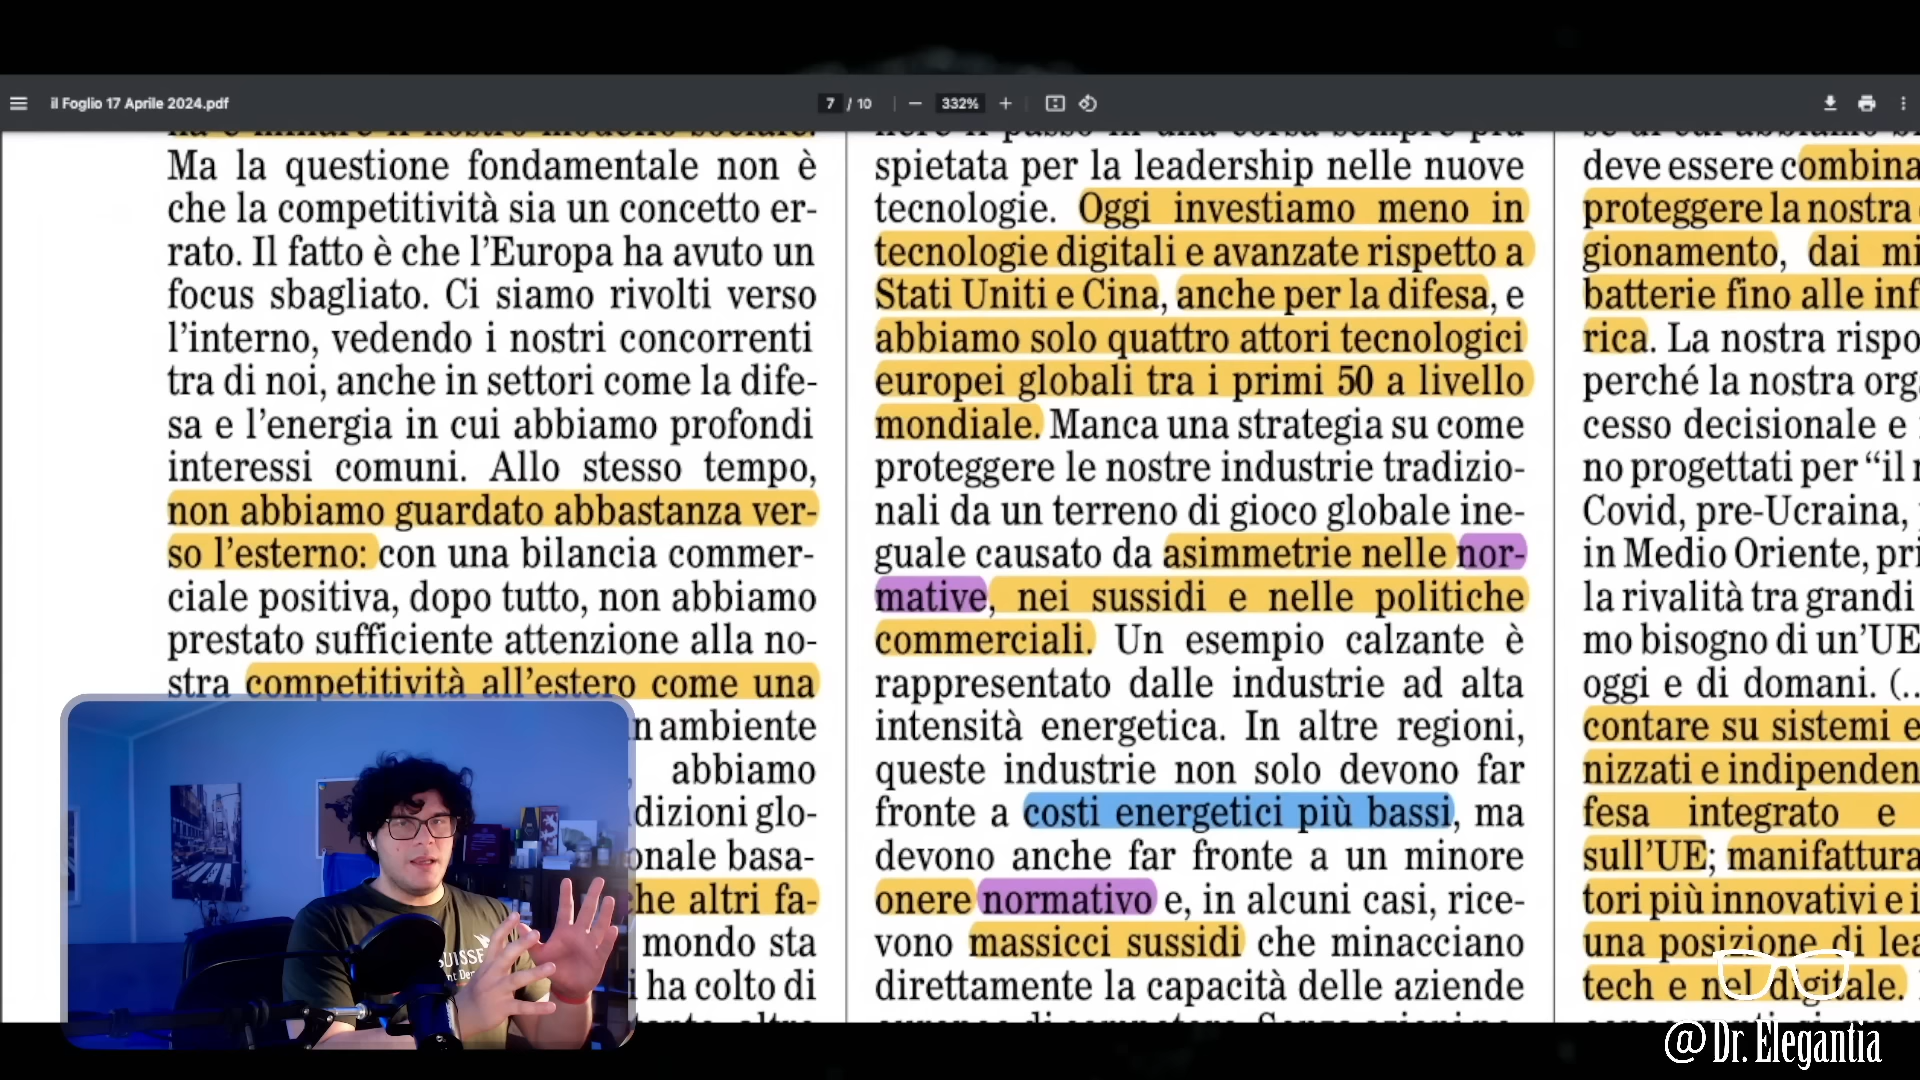 il Foglio 17 Aprile 2024.pdf
7 / 10
332%
Ma la questione fondamentale non è
che la competitività sia un concetto er-
rato. Il fatto è che l'Europa ha avuto un
focus sbagliato. Ci siamo rivolti verso
l'interno, vedendo i nostri concorrenti
tra di noi, anche in settori come la dife-
sa e l'energia in cui abbiamo profondi
interessi comuni. Allo stesso tempo,
non abbiamo guardato abbastanza ver-
so l'esterno: con una bilancia commer-
ciale positiva, dopo tutto, non abbiamo
prestato sufficiente attenzione alla no-
stra competitività all'estero come una
ambiente
abbiamo
dizioni glo-
onale basa-
he altri fa-
mondo sta
i ha colto di
spietata per la leadership nelle nuove
tecnologie. Oggi investiamo meno in
tecnologie digitali e avanzate rispetto a
Stati Uniti e Cina, anche per la difesa, e
abbiamo solo quattro attori tecnologici
europei globali tra i primi 50 a livello
mondiale. Manca una strategia su come
proteggere le nostre industrie tradizio-
nali da un terreno di gioco globale ine-
guale causato da asimmetrie nelle nor-
mative, nei sussidi e nelle politiche
commerciali. Un esempio calzante è
rappresentato dalle industrie ad alta
intensità energetica. In altre regioni,
queste industrie non solo devono far
fronte a costi energetici più bassi, ma
devono anche far fronte a un minore
onere normativo e, in alcuni casi, rice-
vono massicci sussidi che minacciano
direttamente la capacità delle aziende
deve essere combina
proteggere la nostra
gionamento, dai mi
batterie fino alle inf
rica. La nostra rispo
perché la nostra org
cesso decisionale e
no progettati per “il
Covid, pre-Ucraina,
in Medio Oriente, pri
la rivalità tra grandi
mo bisogno di un'UE
oggi e di domani. (..
contare su sistemi e
nizzati e indipenden
fesa integrato e
sull'UE; manifattura
tori più innovativi e i
una posizione di lea
tech e nel digitale.
SUISSE
@Dr. Elegantia